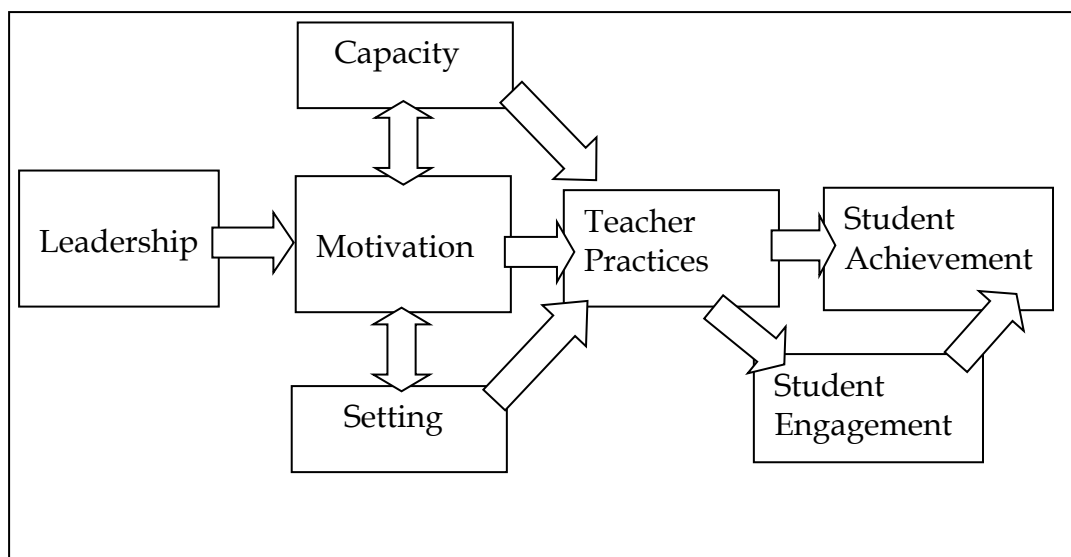 Capacity
Leadership
Motivation
Teacher
Practices
Student
Achievement
Setting
Student
Engagement